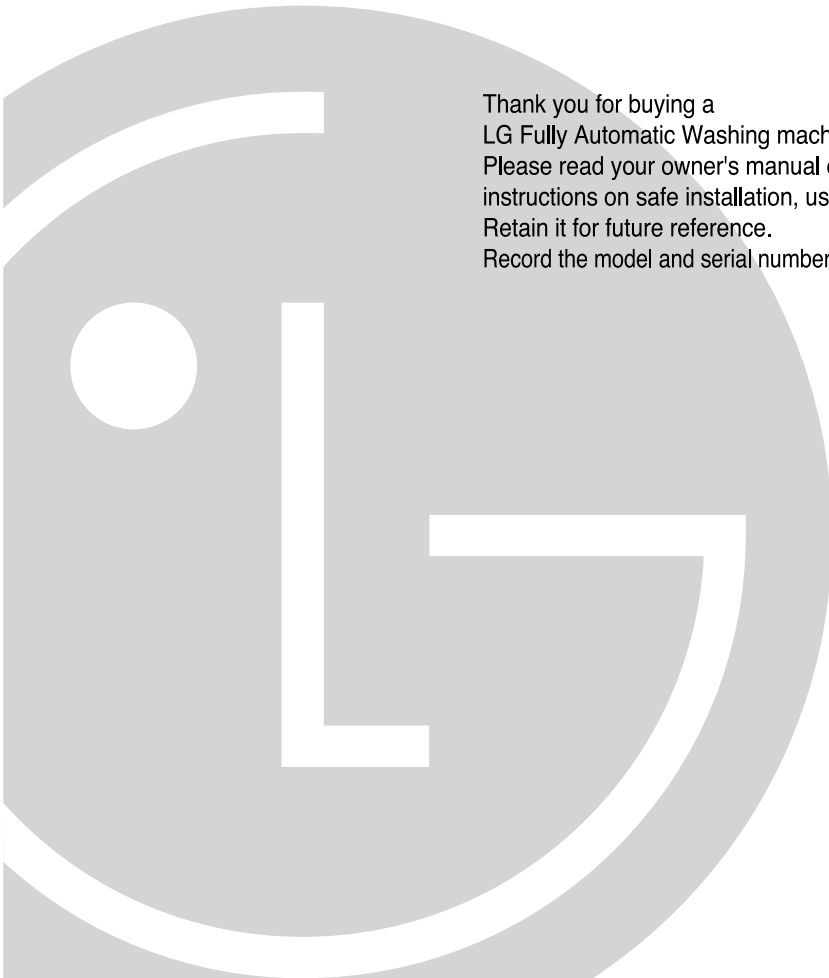 Thank you for buying a
LG Fully Automatic Washing mach
Please read your owner's manual
instructions on safe installation, us
Retain it for future reference.
Record the model and serial number